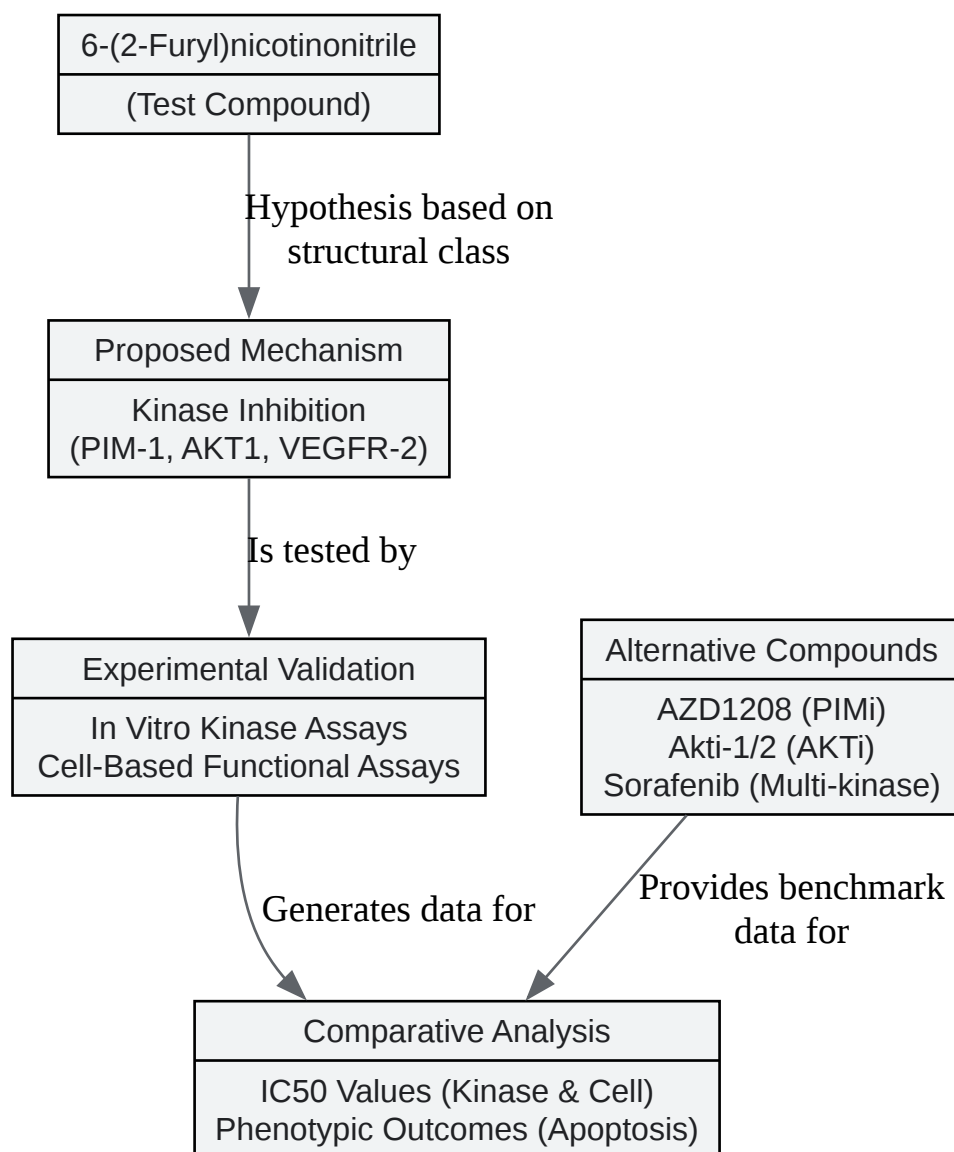 6-(2-Furyl)nicotinonitrile
(Test Compound)
Hypothesis based on
structural class
Proposed Mechanism
Kinase Inhibition
(PIM-1, AKT1, VEGFR-2)
Is tested by
Experimental Validation
In Vitro Kinase Assays
Cell-Based Functional Assays
Alternative Compounds
AZD1208 (PIMi)
Akti-1/2 (AKTi)
Sorafenib (Multi-kinase)
Generates data for
Provides benchmark
data for
Comparative Analysis
IC50 Values (Kinase & Cell)
Phenotypic Outcomes (Apoptosis)